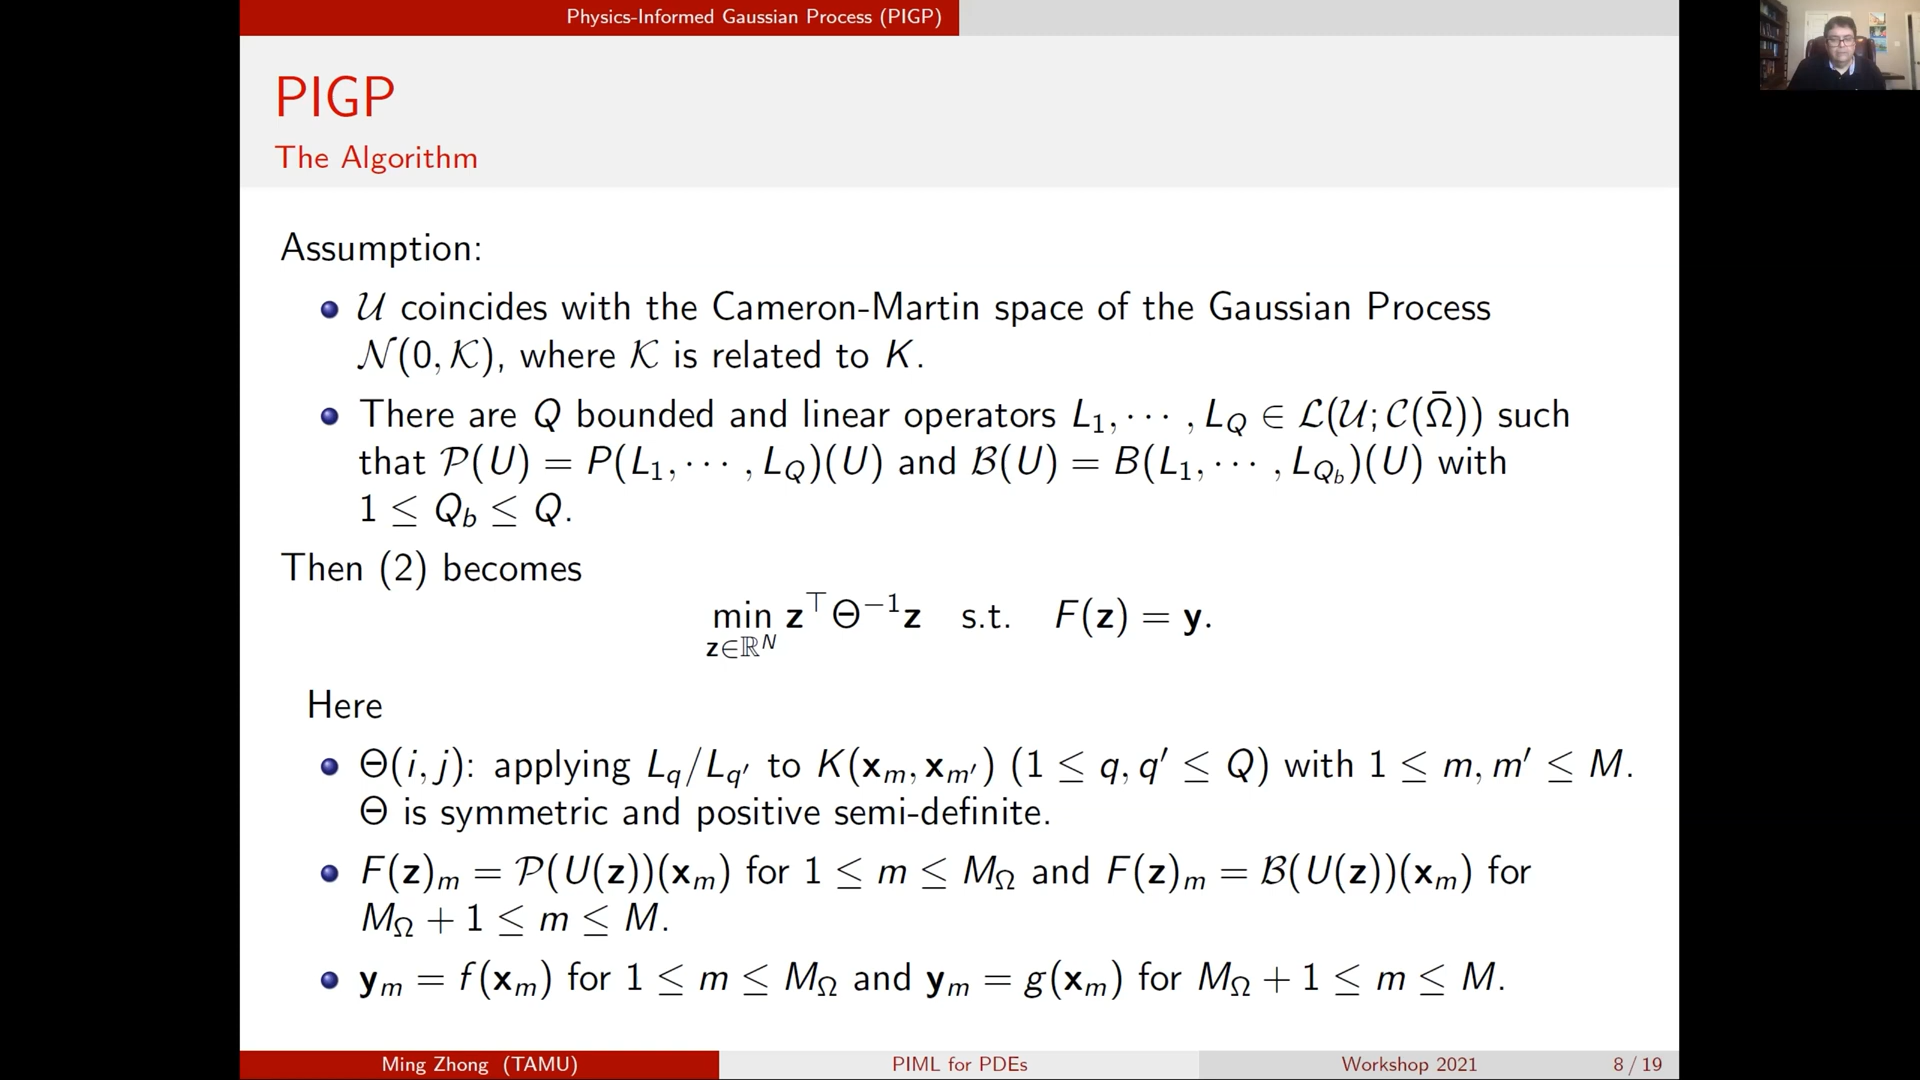 Physics-Informed Gaussian Process (PIGP)
PIGP
The Algorithm
Assumption:
𝒰 coincides with the Cameron-Martin space of the Gaussian Process
𝒩(0, 𝒦), where 𝒦 is related to K.
There are Q bounded and linear operators L₁, ··· , L_Q ∈ ℒ(𝒰; 𝒞(Ω̄)) such
that 𝒫(U) = P(L₁, ··· , L_Q)(U) and ℬ(U) = B(L₁, ··· , L_{Q_b})(U) with
1 ≤ Q_b ≤ Q.
Then (2) becomes
min_{z∈ℝ^N} z^⊤Θ^{−1}z s.t. F(z) = y.
Here
Θ(i, j): applying L_q/L_{q′} to K(x_m, x_{m′}) (1 ≤ q, q′ ≤ Q) with 1 ≤ m, m′ ≤ M.
Θ is symmetric and positive semi-definite.
F(z)_m = 𝒫(U(z))(x_m) for 1 ≤ m ≤ M_Ω and F(z)_m = ℬ(U(z))(x_m) for
M_Ω + 1 ≤ m ≤ M.
y_m = f(x_m) for 1 ≤ m ≤ M_Ω and y_m = g(x_m) for M_Ω + 1 ≤ m ≤ M.
Ming Zhong (TAMU) PIML for PDEs Workshop 2021 8 / 19